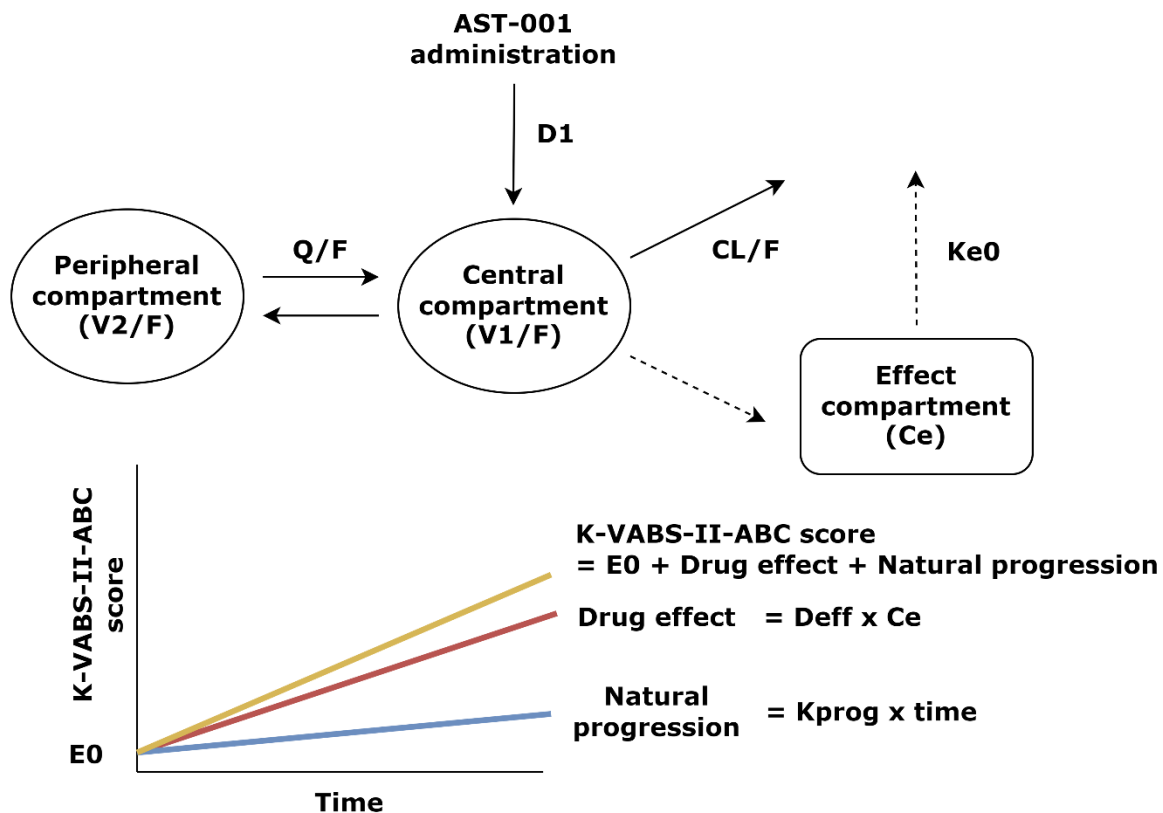 AST-001
administration
D1
Peripheral
compartment
(V2/F)
Q/F
Central
compartment
(V1/F)
CL/F
Ke0
Effect
compartment
(Ce)
K-VABS-II-ABC
score
E0
Time
K-VABS-II-ABC score
= E0 + Drug effect + Natural progression
Drug effect = Deff x Ce
Natural
progression = Kprog x time